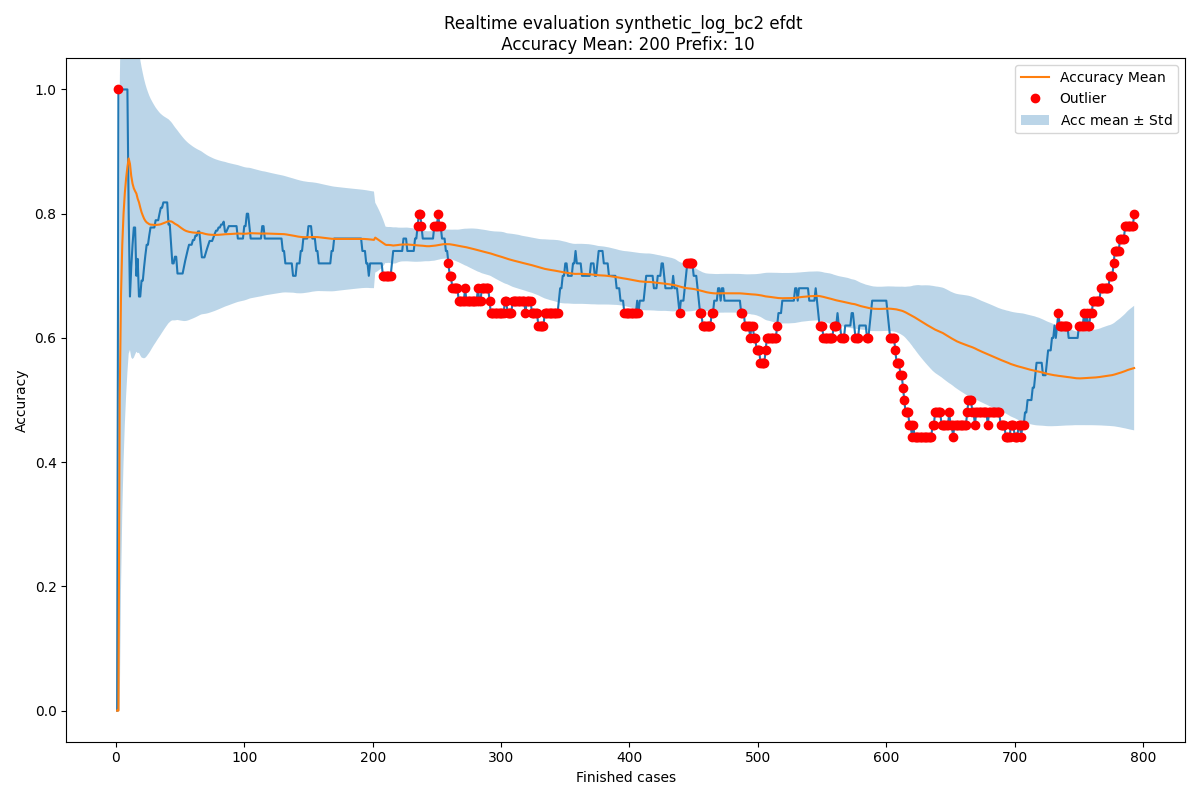 Realtime evaluation synthetic_log_bc2 efdt
Accuracy Mean: 200 Prefix: 10
Accuracy Mean
Outlier
Acc mean ± Std
1.0
0.8
0.6
0.4
0.2
0.0
Accuracy
0 100 200 300 400 500 600 700 800
Finished cases